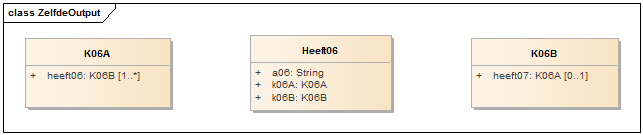 class ZelfdeOutput
K06A
+ heeft06: K06B [1..*]
Heeft06
+ a06: String
+ k06A: K06A
+ k06B: K06B
K06B
+ heeft07: K06A [0..1]